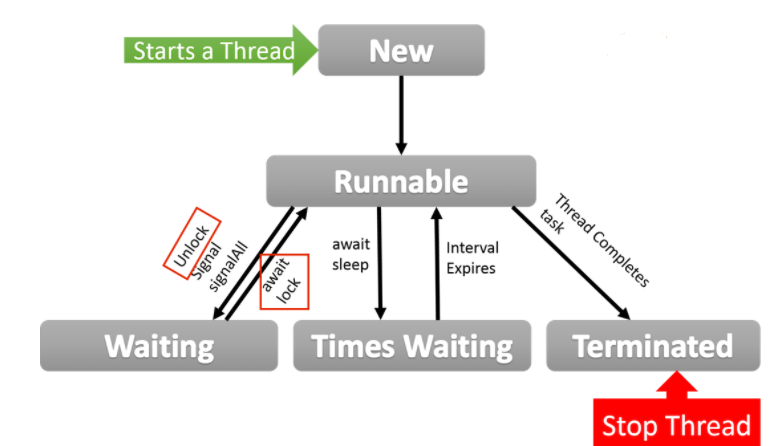 Starts a Thread
New
Runnable
Unlock
Signal
signalAll
await
lock
await
sleep
Interval
Expires
Thread Completes
task
Waiting
Times Waiting
Terminated
Stop Thread